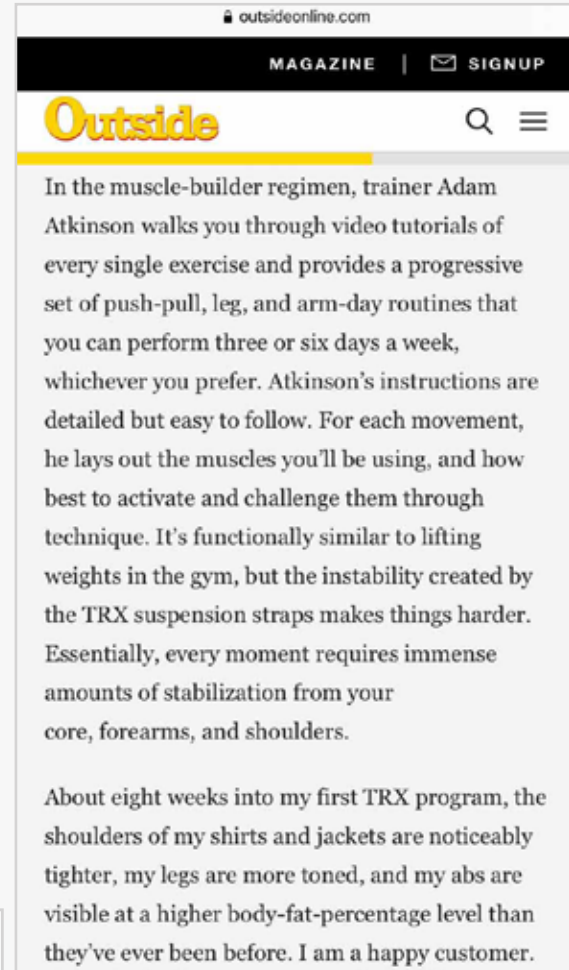 outsideonline.com
MAGAZINE | SIGNUP
Outside
In the muscle-builder regimen, trainer Adam
Atkinson walks you through video tutorials of
every single exercise and provides a progressive
set of push-pull, leg, and arm-day routines that
you can perform three or six days a week,
whichever you prefer. Atkinson’s instructions are
detailed but easy to follow. For each movement,
he lays out the muscles you’ll be using, and how
best to activate and challenge them through
technique. It’s functionally similar to lifting
weights in the gym, but the instability created by
the TRX suspension straps makes things harder.
Essentially, every moment requires immense
amounts of stabilization from your
core, forearms, and shoulders.
About eight weeks into my first TRX program, the
shoulders of my shirts and jackets are noticeably
tighter, my legs are more toned, and my abs are
visible at a higher body-fat-percentage level than
they’ve ever been before. I am a happy customer.